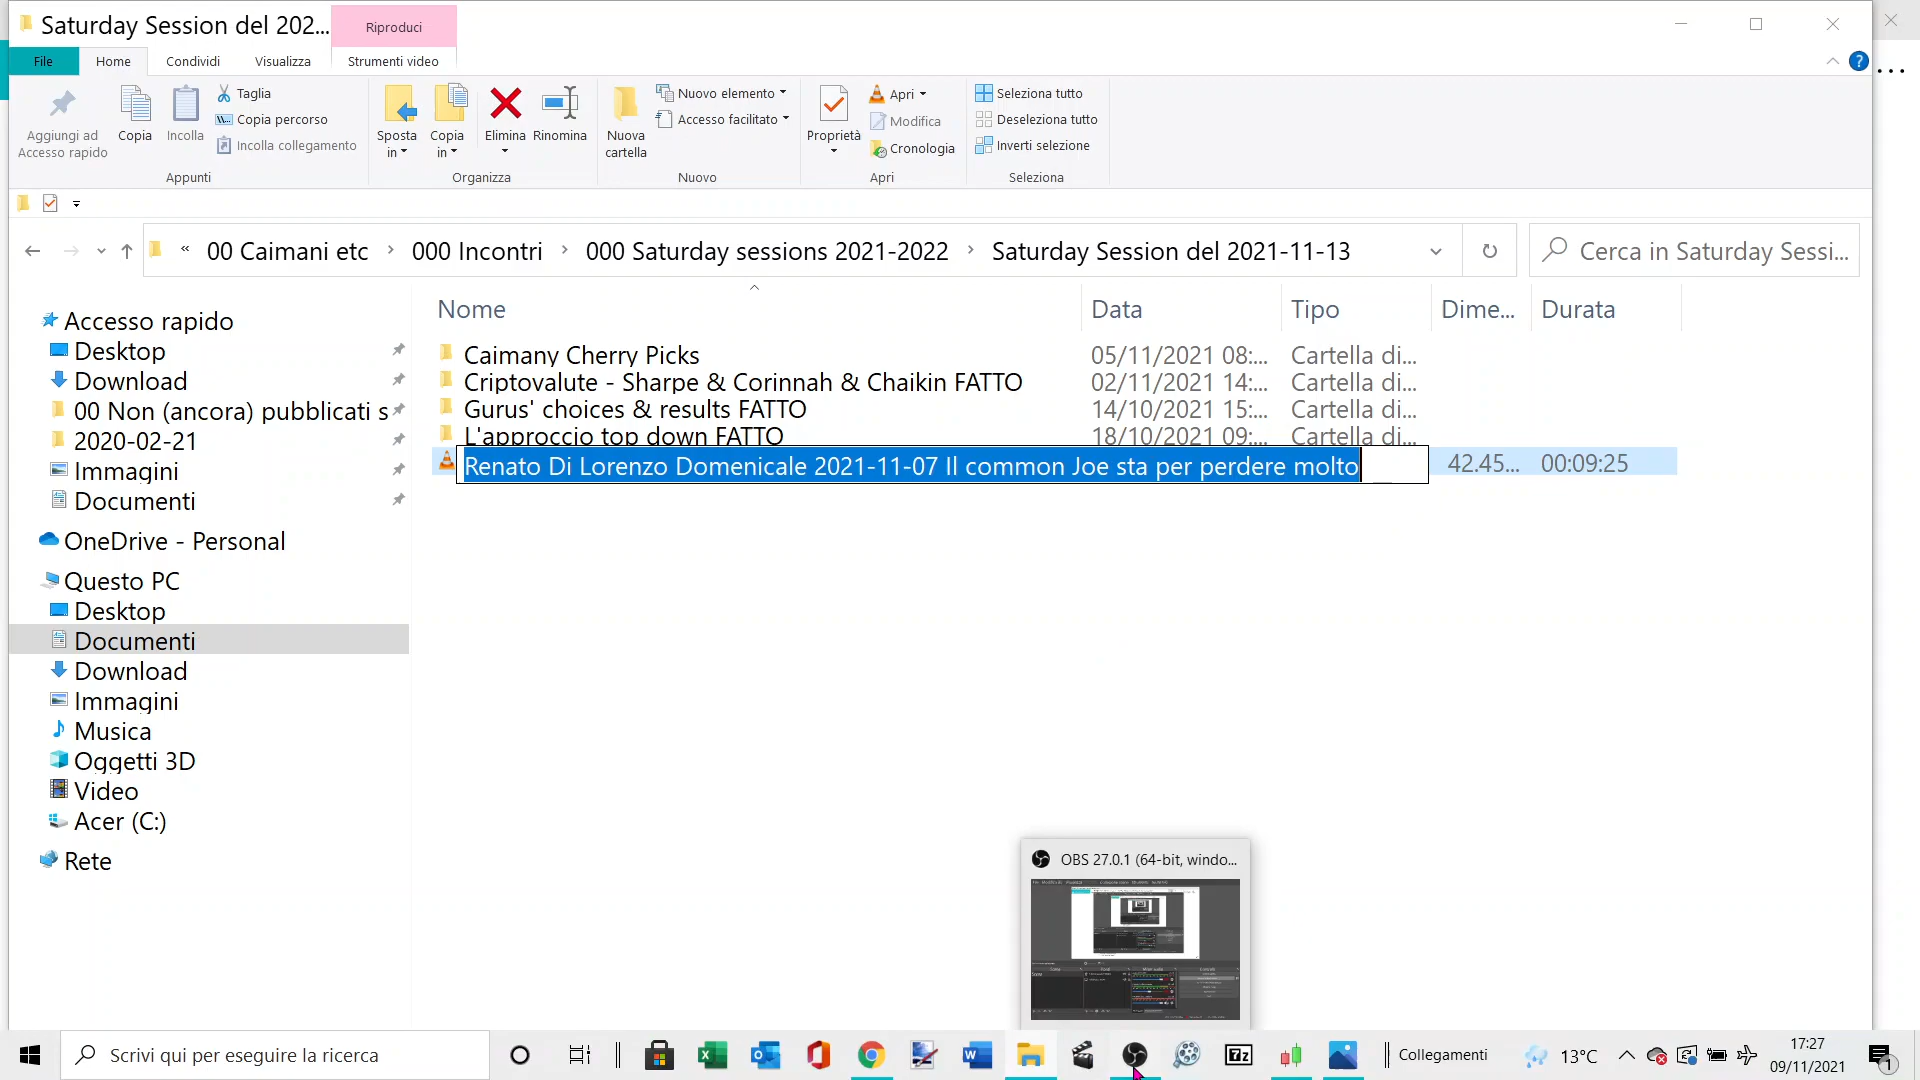 Saturday Session del 202...
Riproduci
File
Home
Condividi
Visualizza
Strumenti video
Aggiungi ad
Accesso rapido
Copia
Incolla
Taglia
Copia percorso
Incolla collegamento
Appunti
Sposta
in
Copia
in
Elimina
Rinomina
Organizza
Nuova
cartella
Nuovo elemento
Accesso facilitato
Nuovo
Proprietà
Apri
Modifica
Cronologia
Apri
Seleziona tutto
Deseleziona tutto
Inverti selezione
Seleziona
« 00 Caimani etc › 000 Incontri › 000 Saturday sessions 2021-2022 › Saturday Session del 2021-11-13
Cerca in Saturday Sessi...
Nome Data Tipo Dime... Durata
Caimany Cherry Picks 05/11/2021 08:... Cartella di...
Criptovalute - Sharpe & Corinnah & Chaikin FATTO 02/11/2021 14:... Cartella di...
Gurus' choices & results FATTO 14/10/2021 15:... Cartella di...
L'approccio top down FATTO 18/10/2021 09:... Cartella di...
Renato Di Lorenzo Domenicale 2021-11-07 Il common Joe sta per perdere molto 42.45... 00:09:25
Accesso rapido
Desktop
Download
00 Non (ancora) pubblicati s
2020-02-21
Immagini
Documenti
OneDrive - Personal
Questo PC
Desktop
Documenti
Download
Immagini
Musica
Oggetti 3D
Video
Acer (C:)
Rete
OBS 27.0.1 (64-bit, windo...
Scrivi qui per eseguire la ricerca
Collegamenti
13°C
17:27
09/11/2021
1